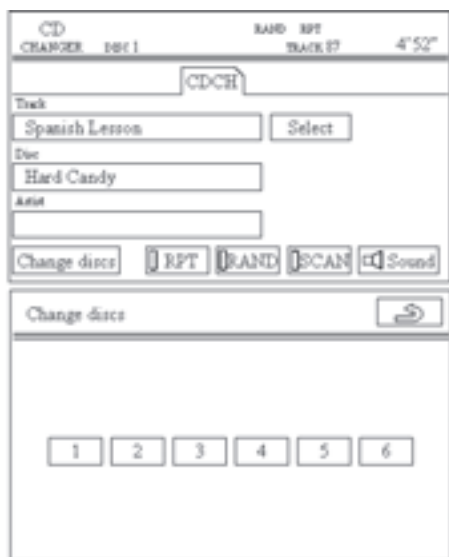 CD RAND RPT
CHANGER DISC 1 TRACK 87 4'52"
CDCH
Track
Spanish Lesson Select
Disc
Hard Candy
Artist
Change discs RPT RAND SCAN Sound
Change discs
1 2 3 4 5 6